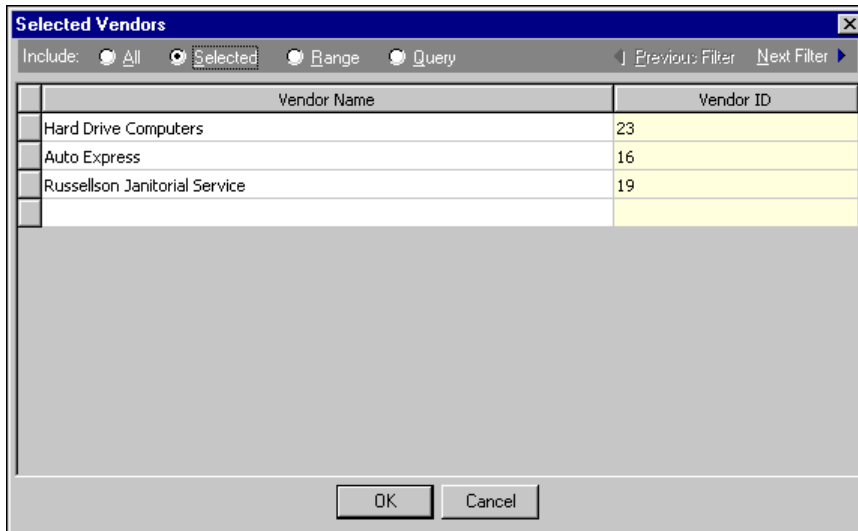 Selected Vendors
Include: All Selected Range Query Previous Filter Next Filter
Vendor Name Vendor ID
Hard Drive Computers 23
Auto Express 16
Russellson Janitorial Service 19
OK Cancel